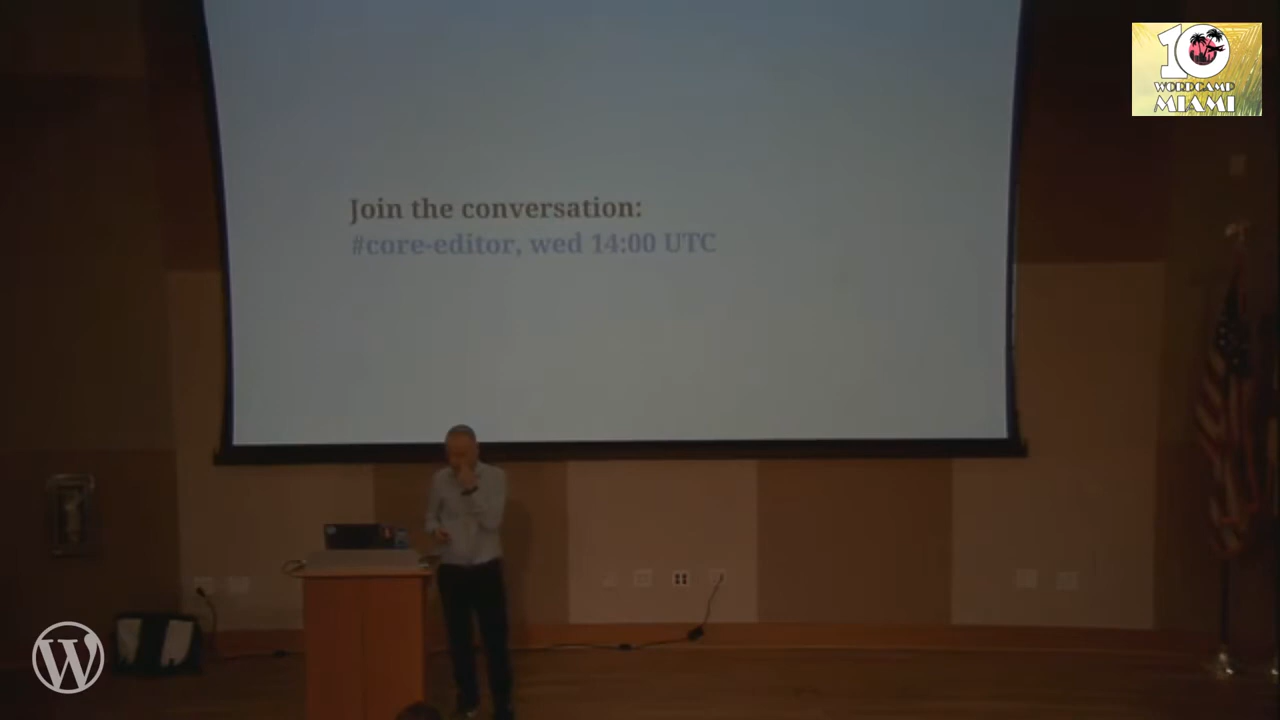 Join the conversation:
#core-editor, wed 14:00 UTC
10
WORDCAMP
MIAMI
W